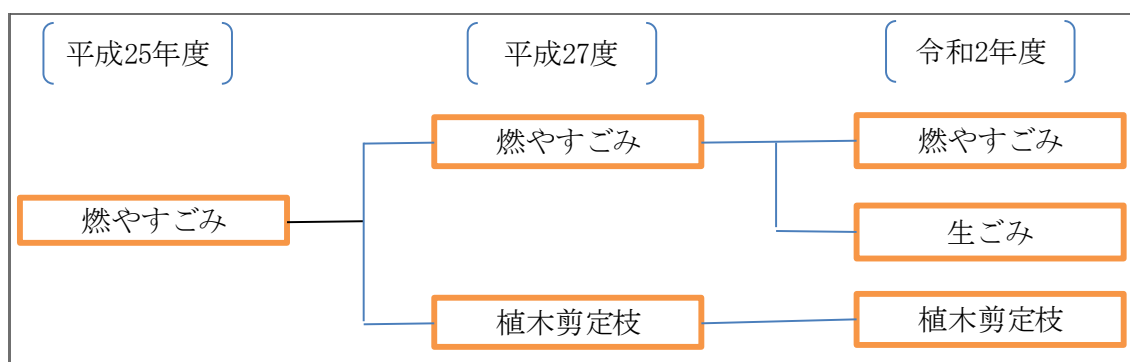 平成25年度
平成27度
令和2年度
燃やすごみ
燃やすごみ
燃やすごみ
生ごみ
植木剪定枝
植木剪定枝